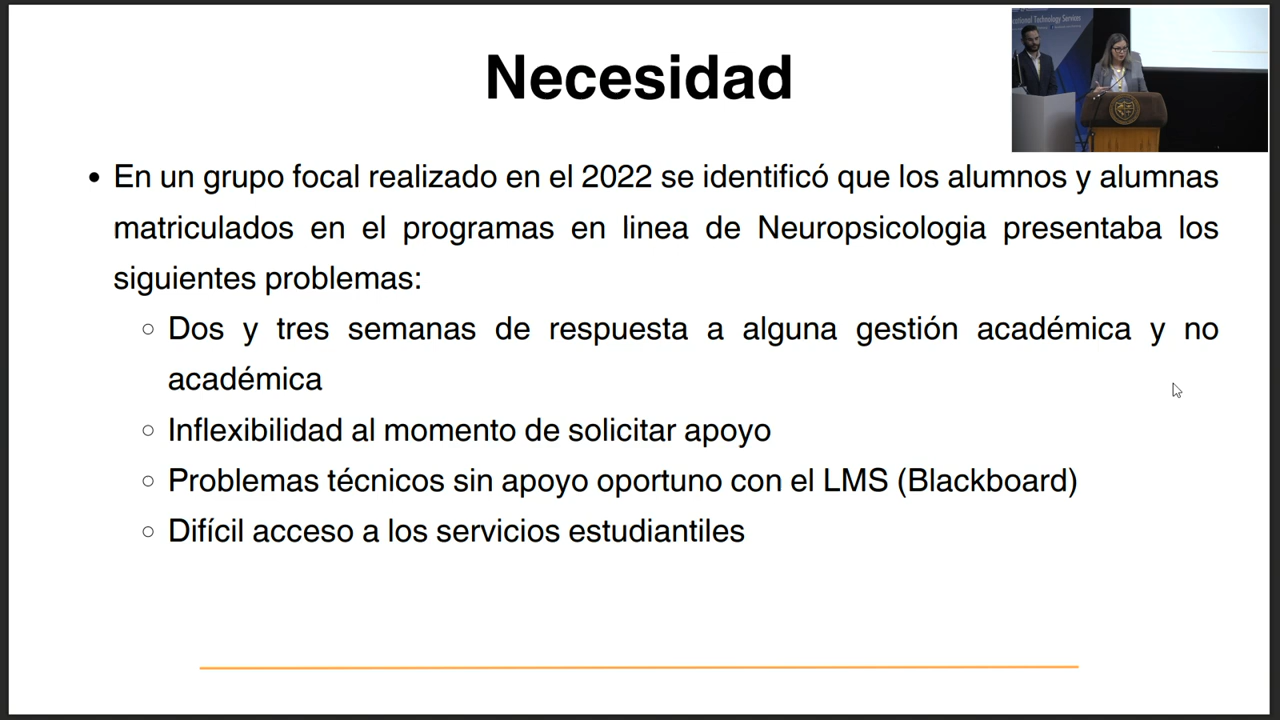 Necesidad
ational Technology Services
En un grupo focal realizado en el 2022 se identificó que los alumnos y alumnas
matriculados en el programas en linea de Neuropsicologia presentaba los
siguientes problemas:
Dos y tres semanas de respuesta a alguna gestión académica y no
académica
Inflexibilidad al momento de solicitar apoyo
Problemas técnicos sin apoyo oportuno con el LMS (Blackboard)
Difícil acceso a los servicios estudiantiles